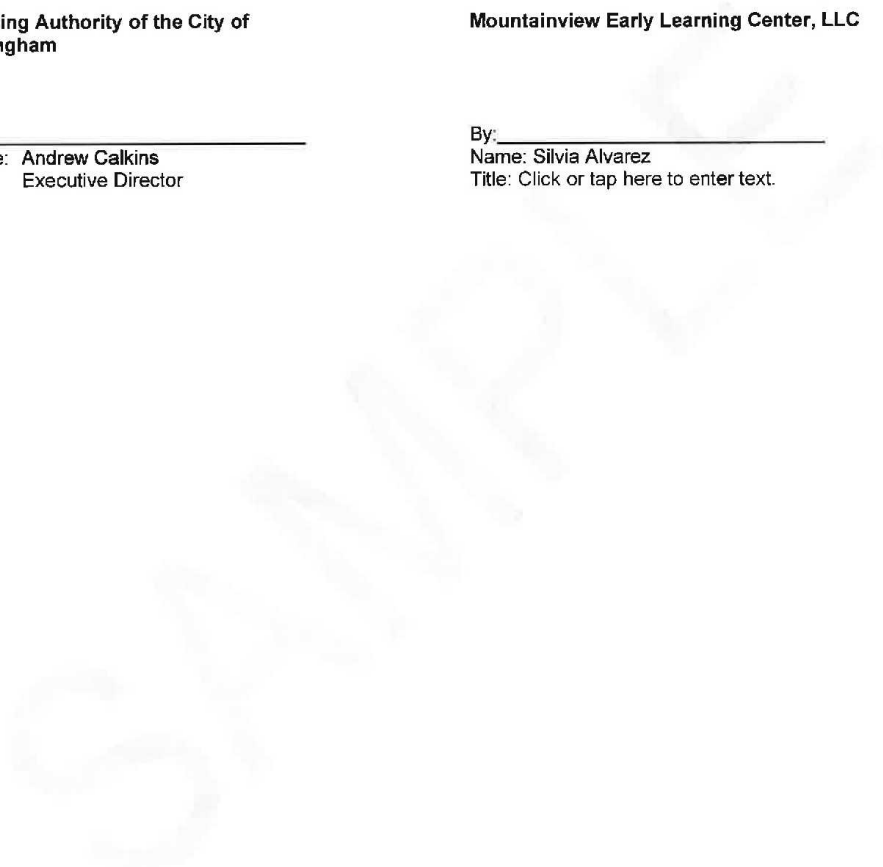 ing Authority of the City of
gham
e: Andrew Calkins
Executive Director
Mountainview Early Learning Center, LLC
By:
Name: Silvia Alvarez
Title: Click or tap here to enter text.
SAMPLE